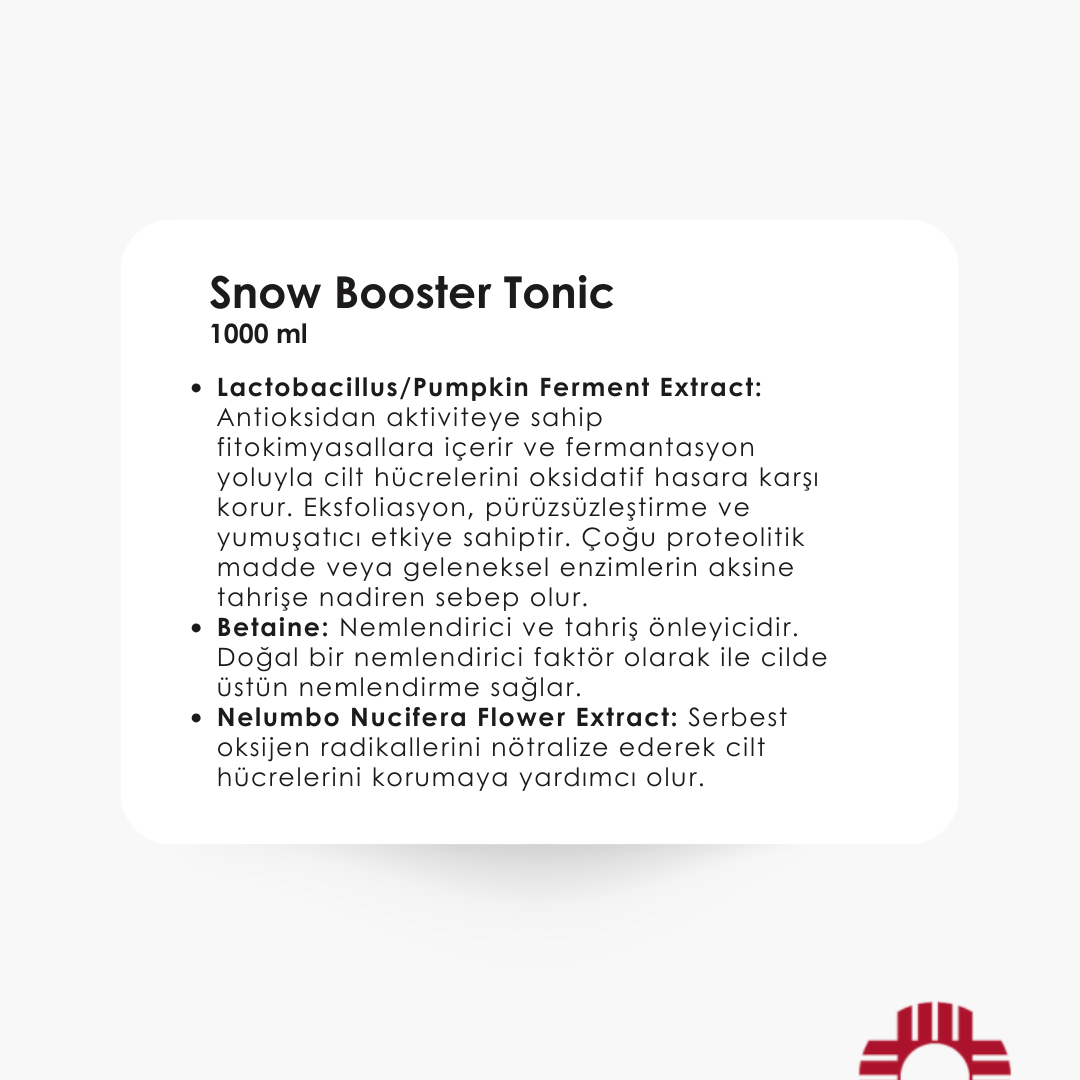 Snow Booster Tonic
1000 ml
• Lactobacillus/Pumpkin Ferment Extract:
Antioksidan aktiviteye sahip
fitokimyasallara içerir ve fermantasyon
yoluyla cilt hücrelerini oksidatif hasara karşı
korur. Eksfoliasyon, pürüzsüzleştirme ve
yumuşatıcı etkiye sahiptir. Çoğu proteolitik
madde veya geleneksel enzimlerin aksine
tahrişe nadiren sebep olur.
• Betaine: Nemlendirici ve tahriş önleyicidir.
Doğal bir nemlendirici faktör olarak ile cilde
üstün nemlendirme sağlar.
• Nelumbo Nucifera Flower Extract: Serbest
oksijen radikallerini nötralize ederek cilt
hücrelerini korumaya yardımcı olur.